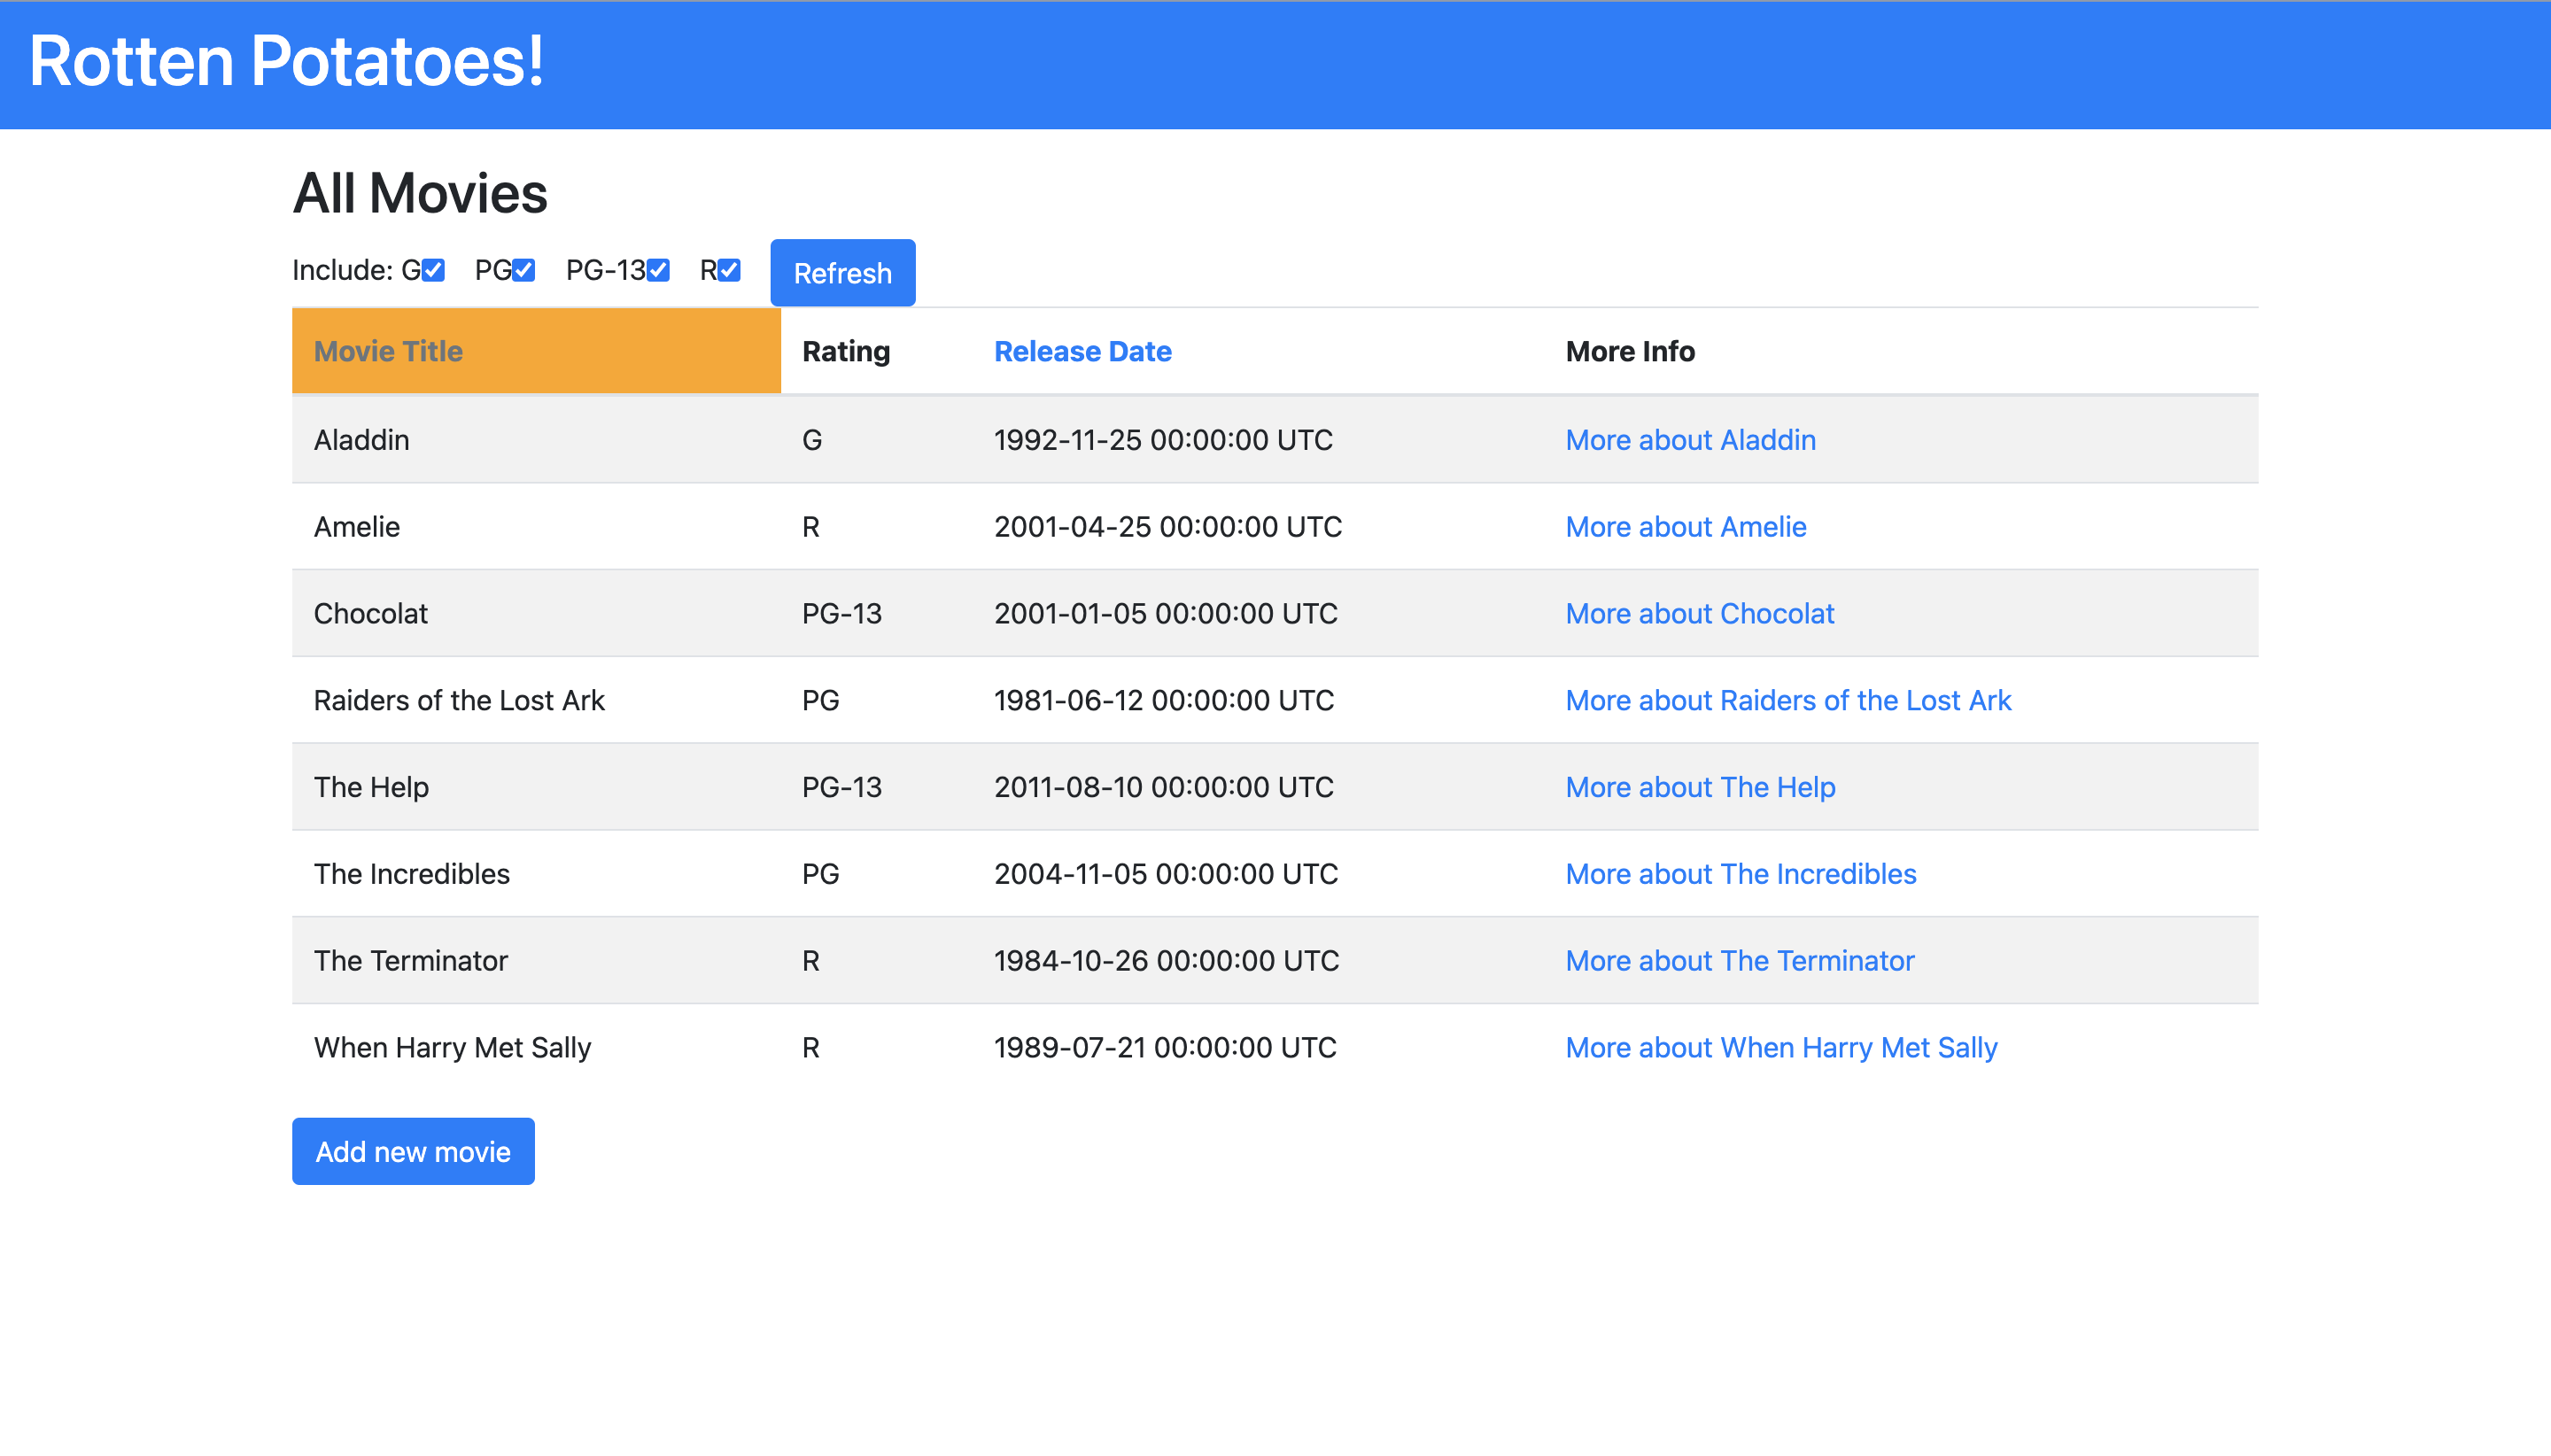 Rotten Potatoes!
All Movies
Include: G PG PG-13 R Refresh
Movie Title Rating Release Date More Info
Aladdin G 1992-11-25 00:00:00 UTC More about Aladdin
Amelie R 2001-04-25 00:00:00 UTC More about Amelie
Chocolat PG-13 2001-01-05 00:00:00 UTC More about Chocolat
Raiders of the Lost Ark PG 1981-06-12 00:00:00 UTC More about Raiders of the Lost Ark
The Help PG-13 2011-08-10 00:00:00 UTC More about The Help
The Incredibles PG 2004-11-05 00:00:00 UTC More about The Incredibles
The Terminator R 1984-10-26 00:00:00 UTC More about The Terminator
When Harry Met Sally R 1989-07-21 00:00:00 UTC More about When Harry Met Sally
Add new movie